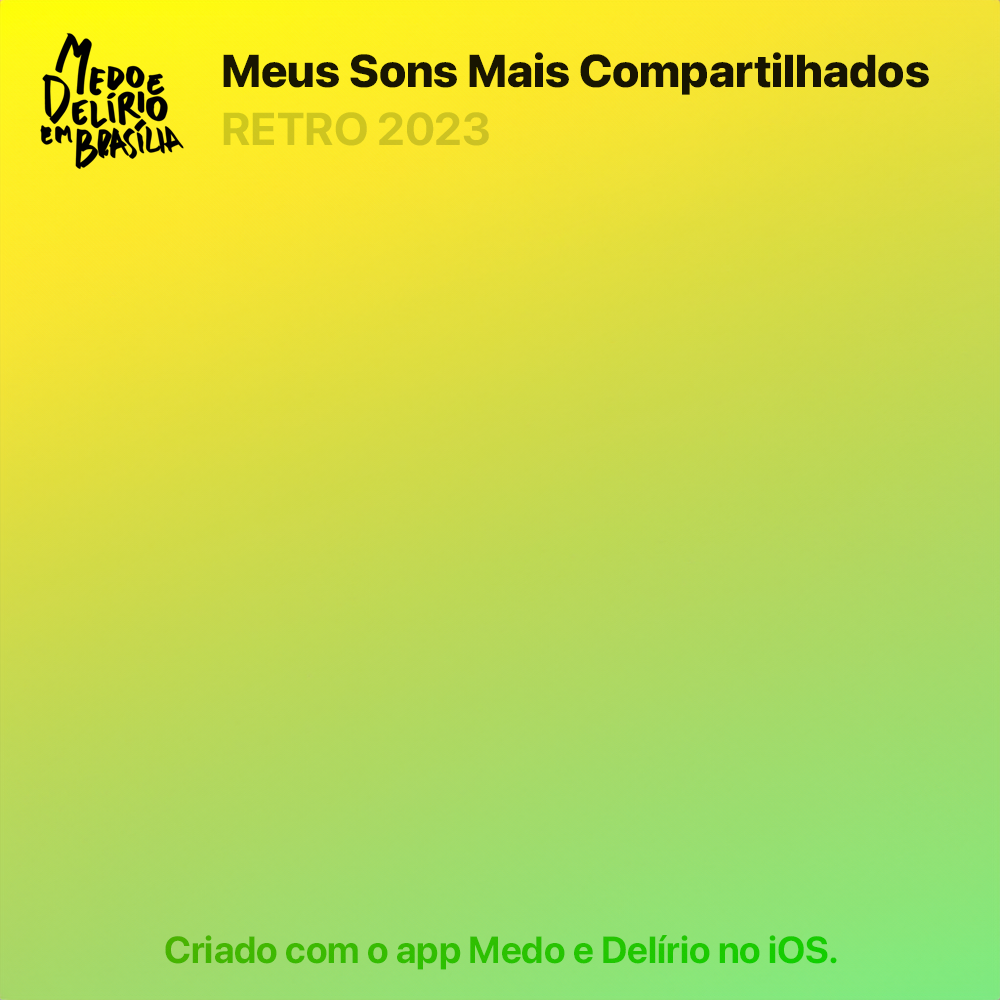 MEDO E
DELÍRIO
EM BRASÍLIA
Meus Sons Mais Compartilhados
RETRO 2023
Criado com o app Medo e Delírio no iOS.